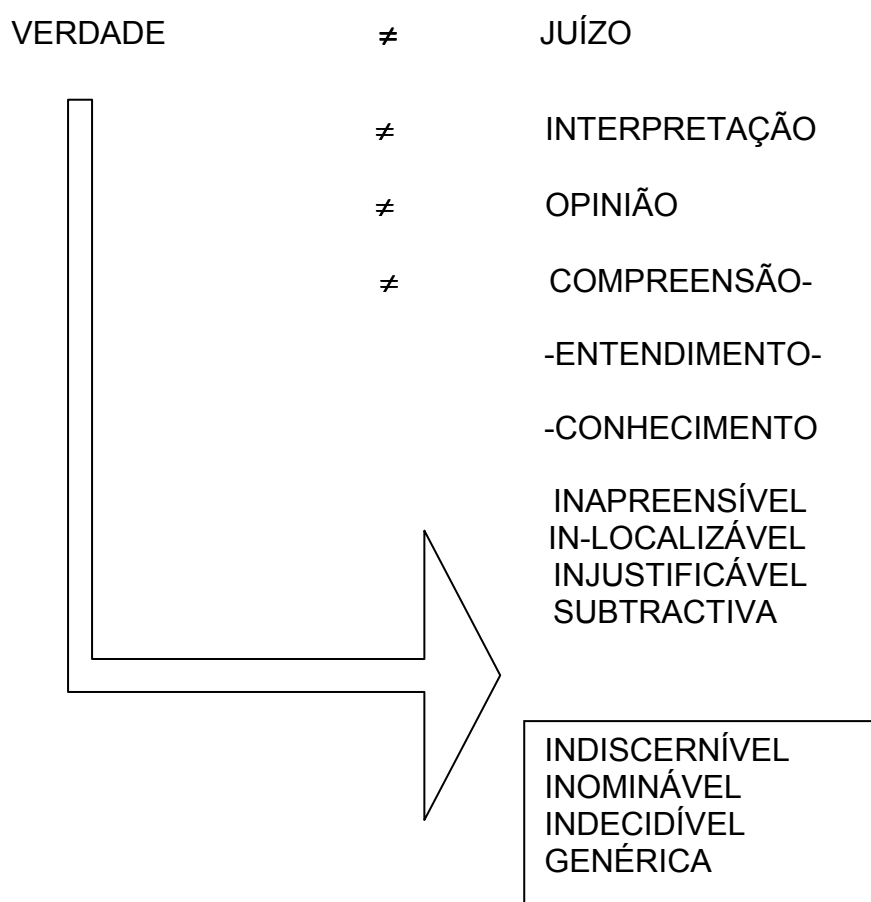 VERDADE ≠ JUÍZO
≠ INTERPRETAÇÃO
≠ OPINIÃO
≠ COMPREENSÃO-
-ENTENDIMENTO-
-CONHECIMENTO
INAPREENSÍVEL
IN-LOCALIZÁVEL
INJUSTIFICÁVEL
SUBTRACTIVA
INDISCERNÍVEL
INOMINÁVEL
INDECIDÍVEL
GENÉRICA